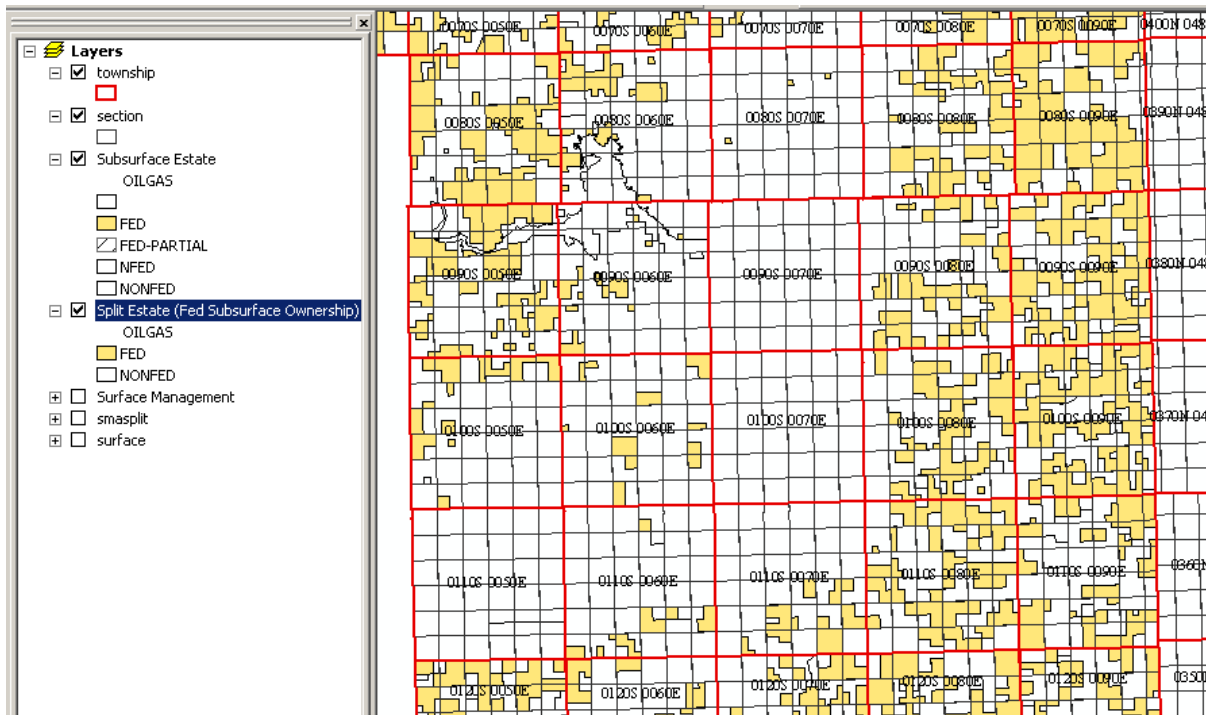 Layers
township
section
Subsurface Estate
OILGAS
FED
FED-PARTIAL
NFED
NONFED
Split Estate (Fed Subsurface Ownership)
OILGAS
FED
NONFED
Surface Management
smasplit
surface
0070S 0050E 0070S 0060E 0070S 0070E 0070S 0080E 0070S 0090E 0400N 048
0080S 0050E 0080S 0060E 0080S 0070E 0080S 0080E 0080S 0090E 0390N 048
0090S 0050E 0090S 0060E 0090S 0070E 0090S 0080E 0090S 0090E 0380N 048
0100S 0050E 0100S 0060E 0100S 0070E 0100S 0080E 0100S 0090E 0370N 04
0110S 0050E 0110S 0060E 0110S 0070E 0110S 0080E 0110S 0090E 0360N
0120S 0050E 0120S 0060E 0120S 0070E 0120S 0080E 0120S 0090E 0350